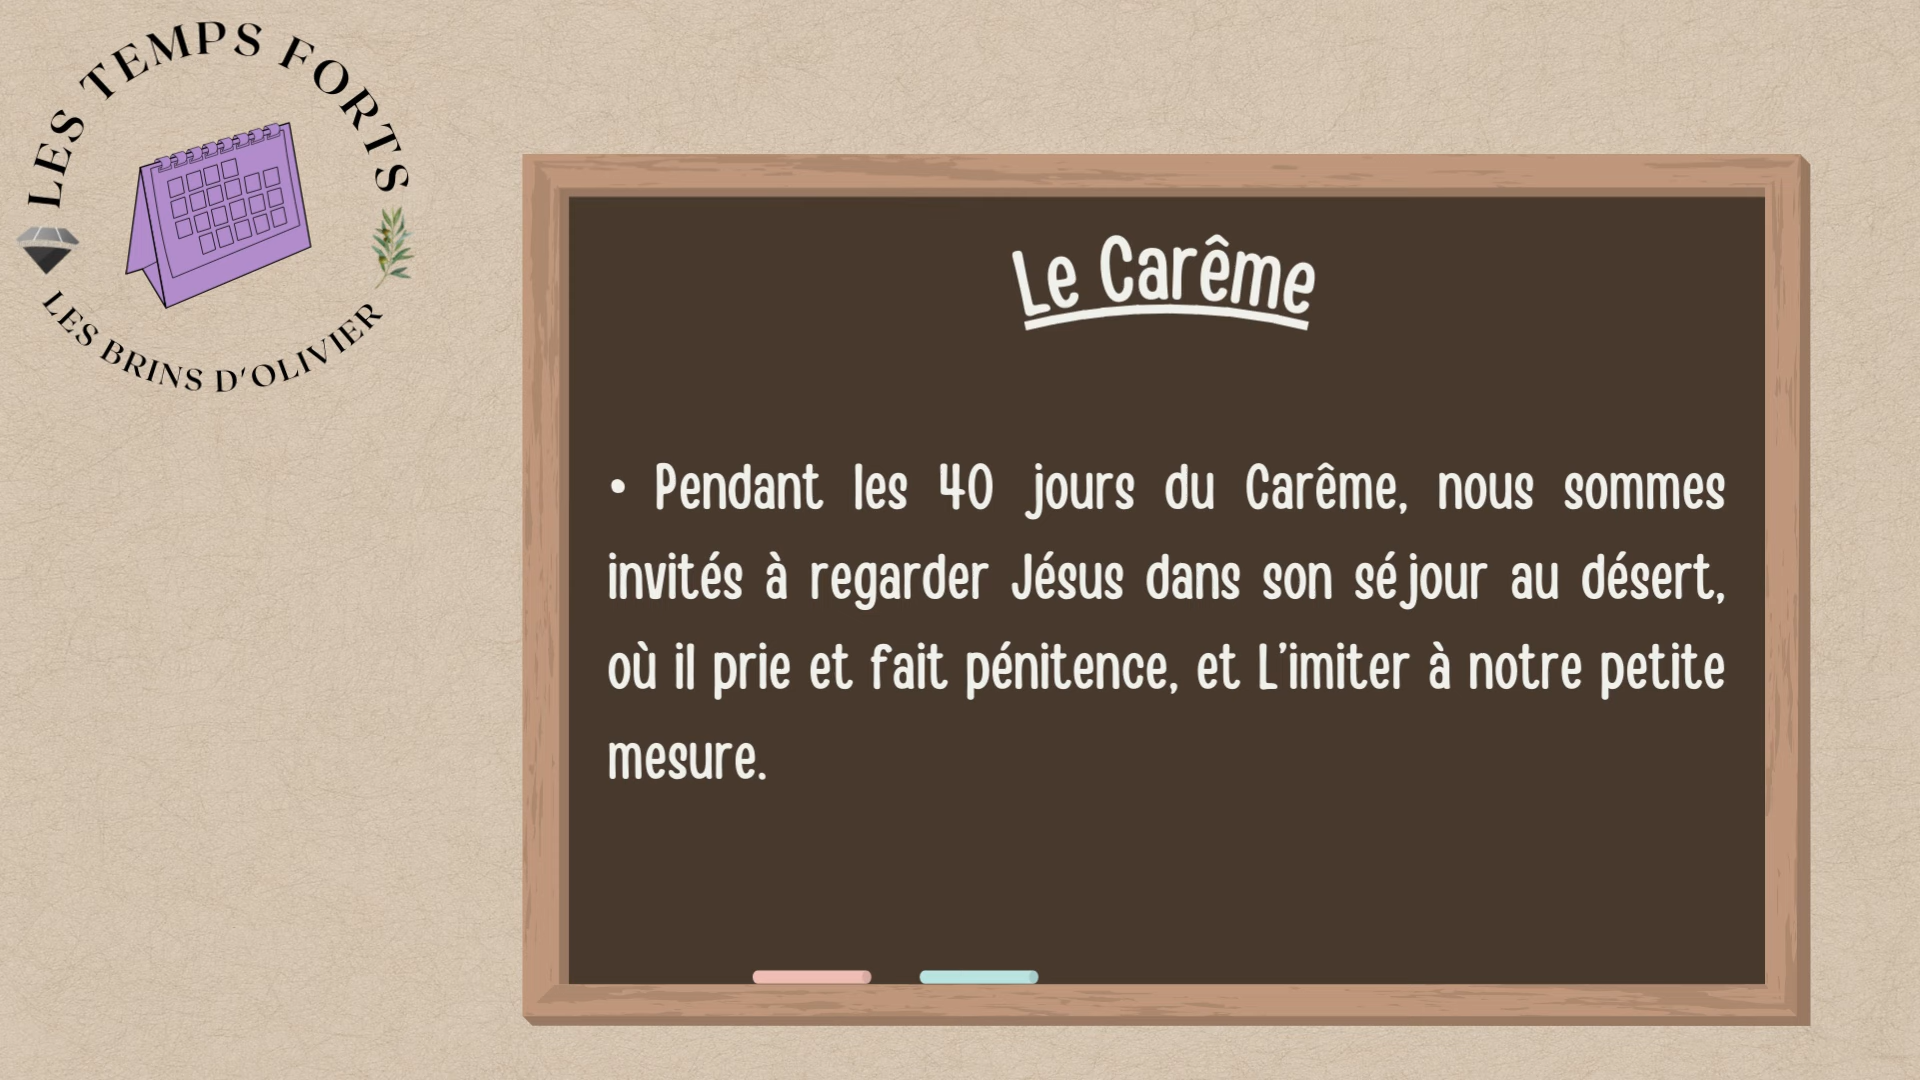 LES TEMPS FORTS
LES BRINS D'OLIVIER
Le Carême
• Pendant les 40 jours du Carême, nous sommes
invités à regarder Jésus dans son séjour au désert,
où il prie et fait pénitence, et L'imiter à notre petite
mesure.